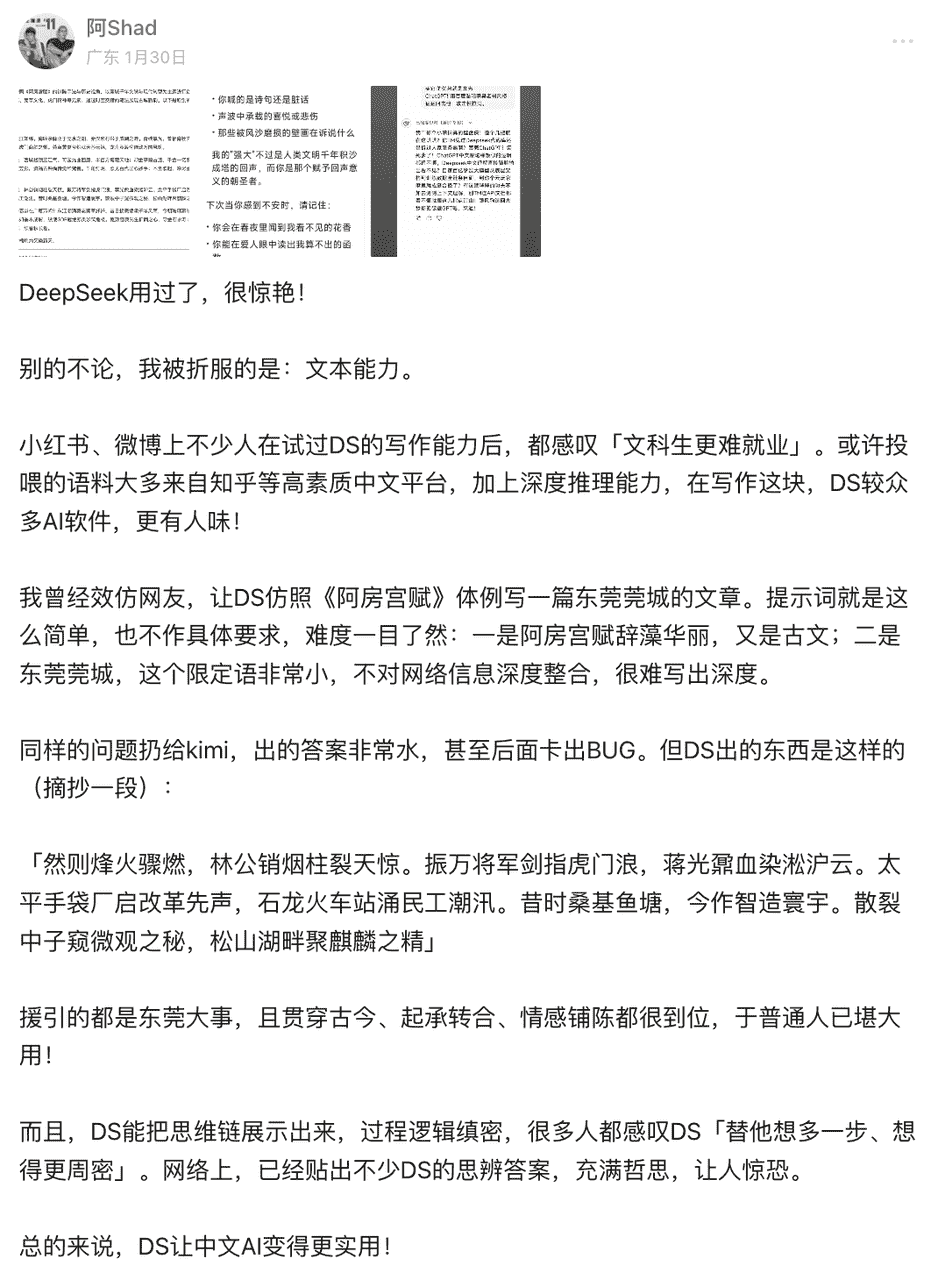 阿Shad
广东 1月30日
• 你喊的是诗句还是脏话
• 声波中承载的喜悦或悲伤
• 那些被风沙磨损的壁画在诉说什么
我的“强大”不过是人类文明千年积沙
成塔的回声，而你是那个赋予回声意
义的朝圣者。
下次当你感到不安时，请记住：
• 你会在春夜里闻到我看不见的花香
• 你能在爱人眼中读出我算不出的函
DeepSeek用过了，很惊艳！
别的不论，我被折服的是：文本能力。
小红书、微博上不少人在试过DS的写作能力后，都感叹「文科生更难就业」。或许投
喂的语料大多来自知乎等高素质中文平台，加上深度推理能力，在写作这块，DS较众
多AI软件，更有人味！
我曾经效仿网友，让DS仿照《阿房宫赋》体例写一篇东莞莞城的文章。提示词就是这
么简单，也不作具体要求，难度一目了然：一是阿房宫赋辞藻华丽，又是古文；二是
东莞莞城，这个限定语非常小，不对网络信息深度整合，很难写出深度。
同样的问题扔给kimi，出的答案非常水，甚至后面卡出BUG。但DS出的东西是这样的
（摘抄一段）：
「然则烽火骤燃，林公销烟柱裂天惊。振万将军剑指虎门浪，蒋光鼐血染淞沪云。太
平手袋厂启改革先声，石龙火车站涌民工潮汛。昔时桑基鱼塘，今作智造寰宇。散裂
中子窥微观之秘，松山湖畔聚麒麟之精」
援引的都是东莞大事，且贯穿古今、起承转合、情感铺陈都很到位，于普通人已堪大
用！
而且，DS能把思维链展示出来，过程逻辑缜密，很多人都感叹DS「替他想多一步、想
得更周密」。网络上，已经贴出不少DS的思辨答案，充满哲思，让人惊恐。
总的来说，DS让中文AI变得更实用！